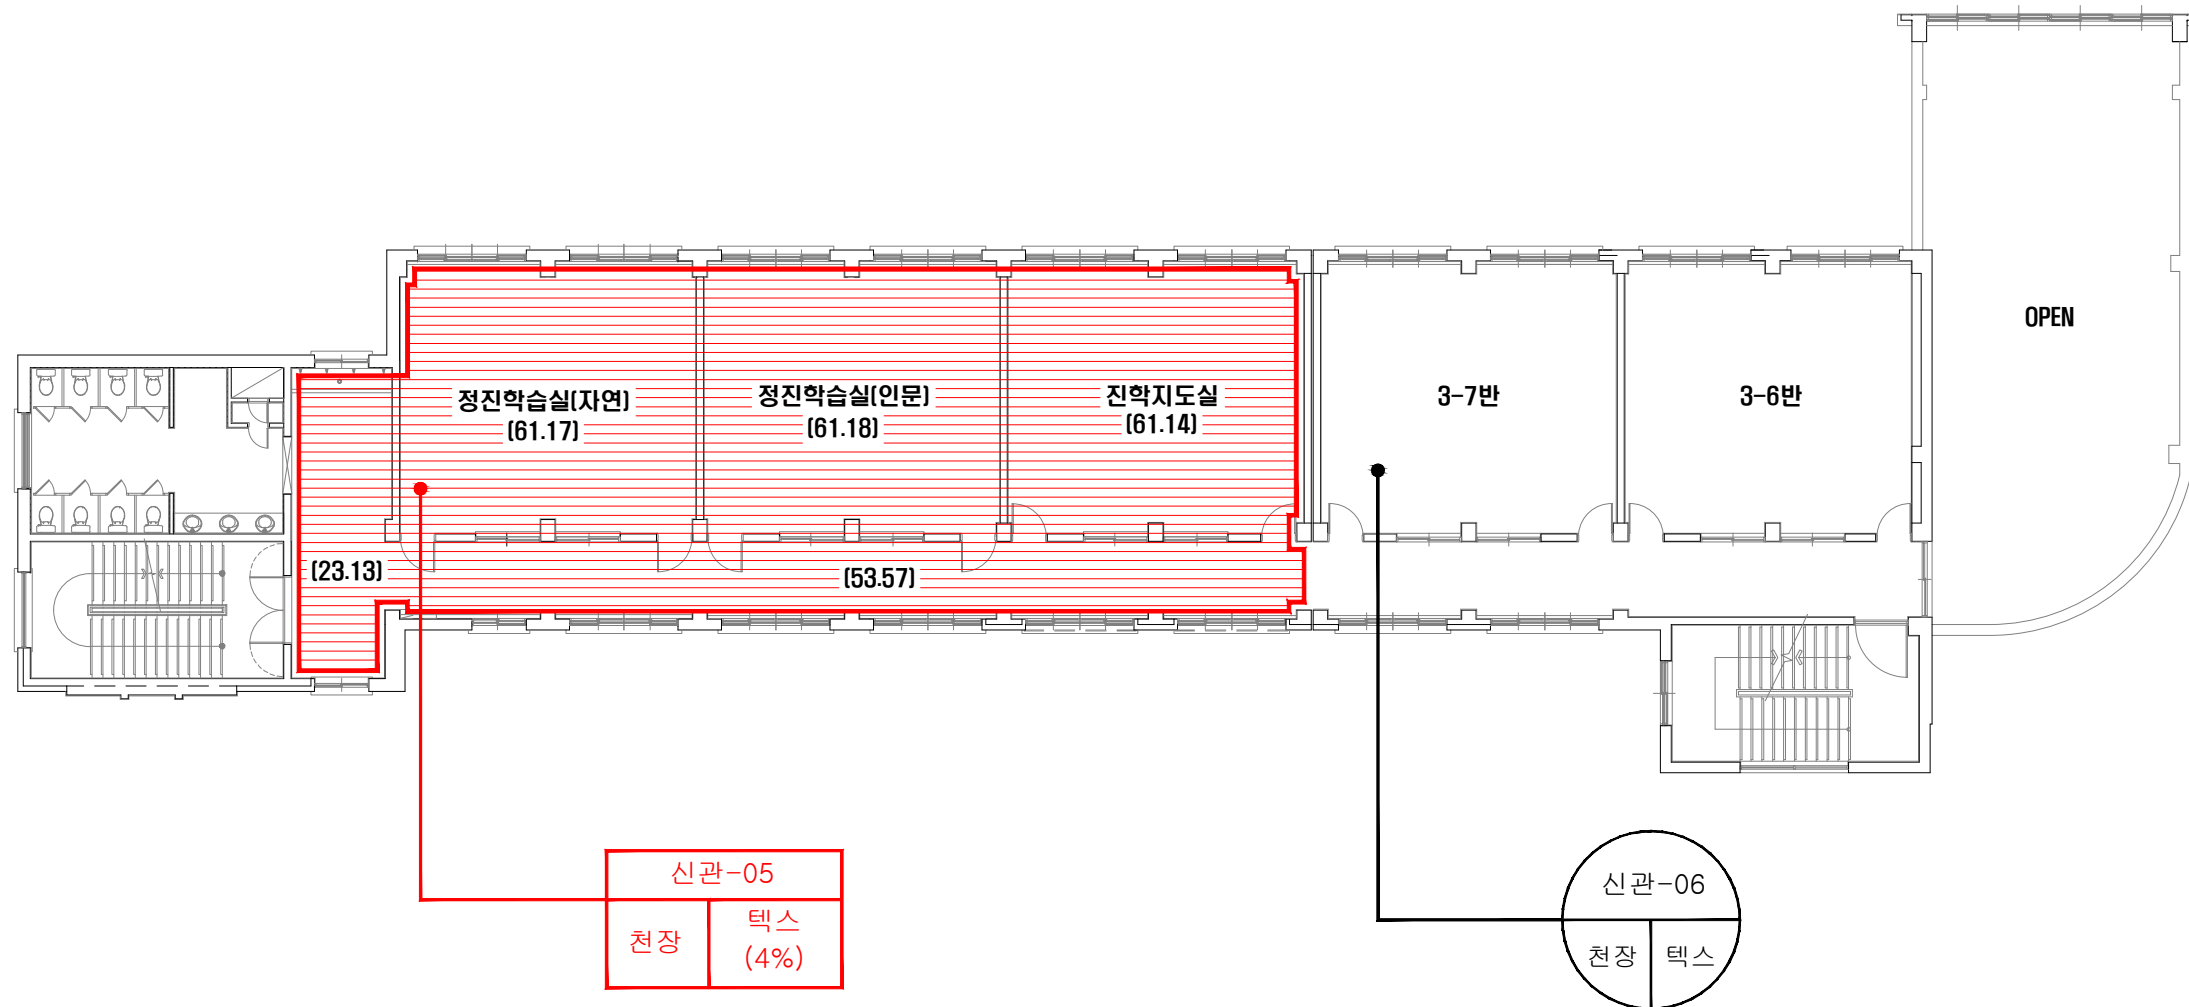 OPEN
정진학습실(자연)
(61.17)
정진학습실(인문)
(61.18)
진학지도실
(61.14)
3-7반
3-6반
(23.13)
(53.57)
신관-05
천장
텍스
(4%)
신관-06
천장
텍스